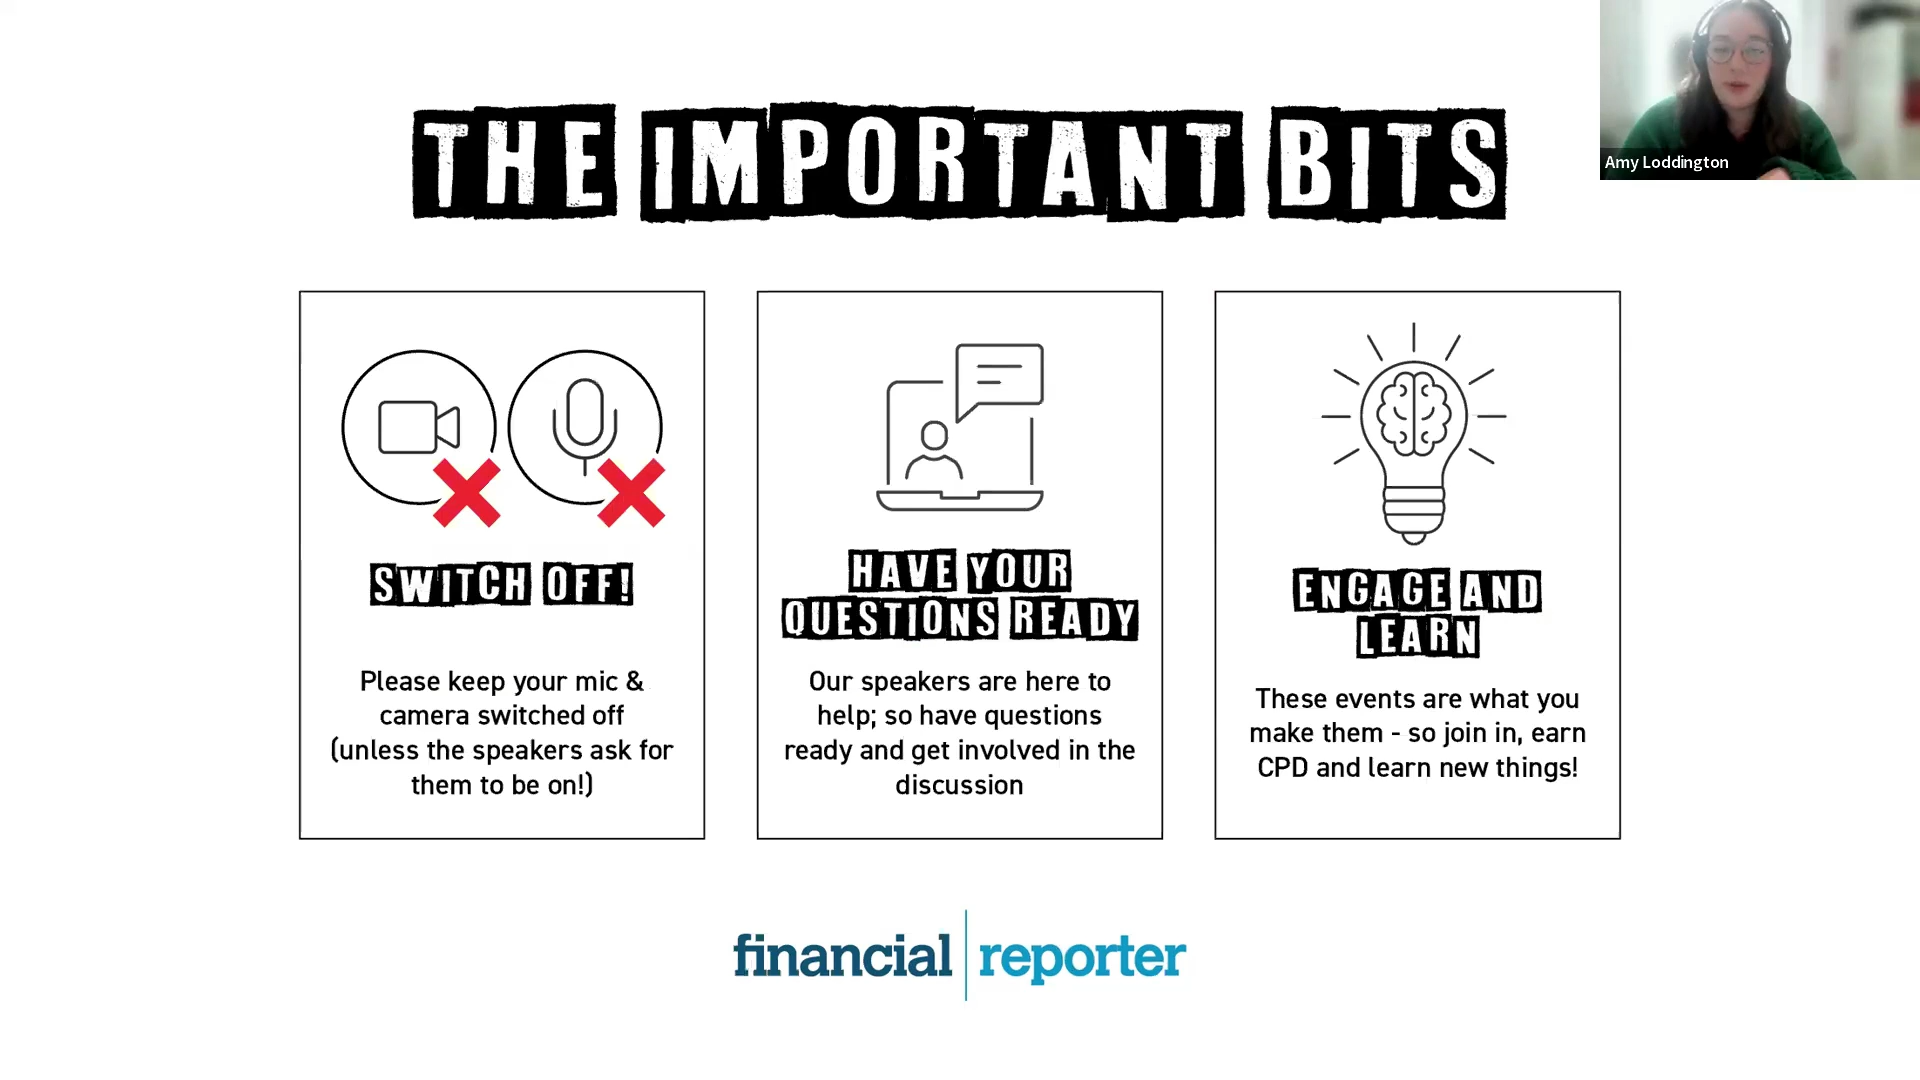 THE IMPORTANT BITS
Amy Loddington
SWITCH OFF!
Please keep your mic &
camera switched off
(unless the speakers ask for
them to be on!)
HAVE YOUR
QUESTIONS READY
Our speakers are here to
help; so have questions
ready and get involved in the
discussion
ENGAGE AND
LEARN
These events are what you
make them - so join in, earn
CPD and learn new things!
financial reporter